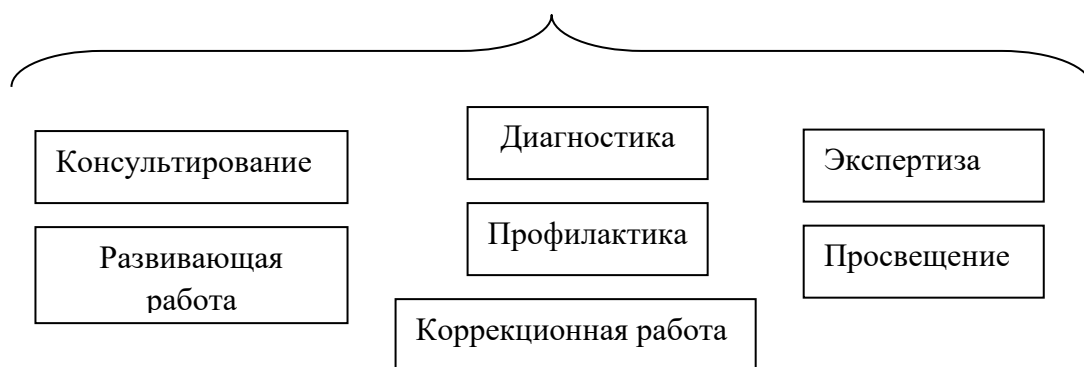 Консультирование
Диагностика
Экспертиза
Развивающая
работа
Профилактика
Просвещение
Коррекционная работа